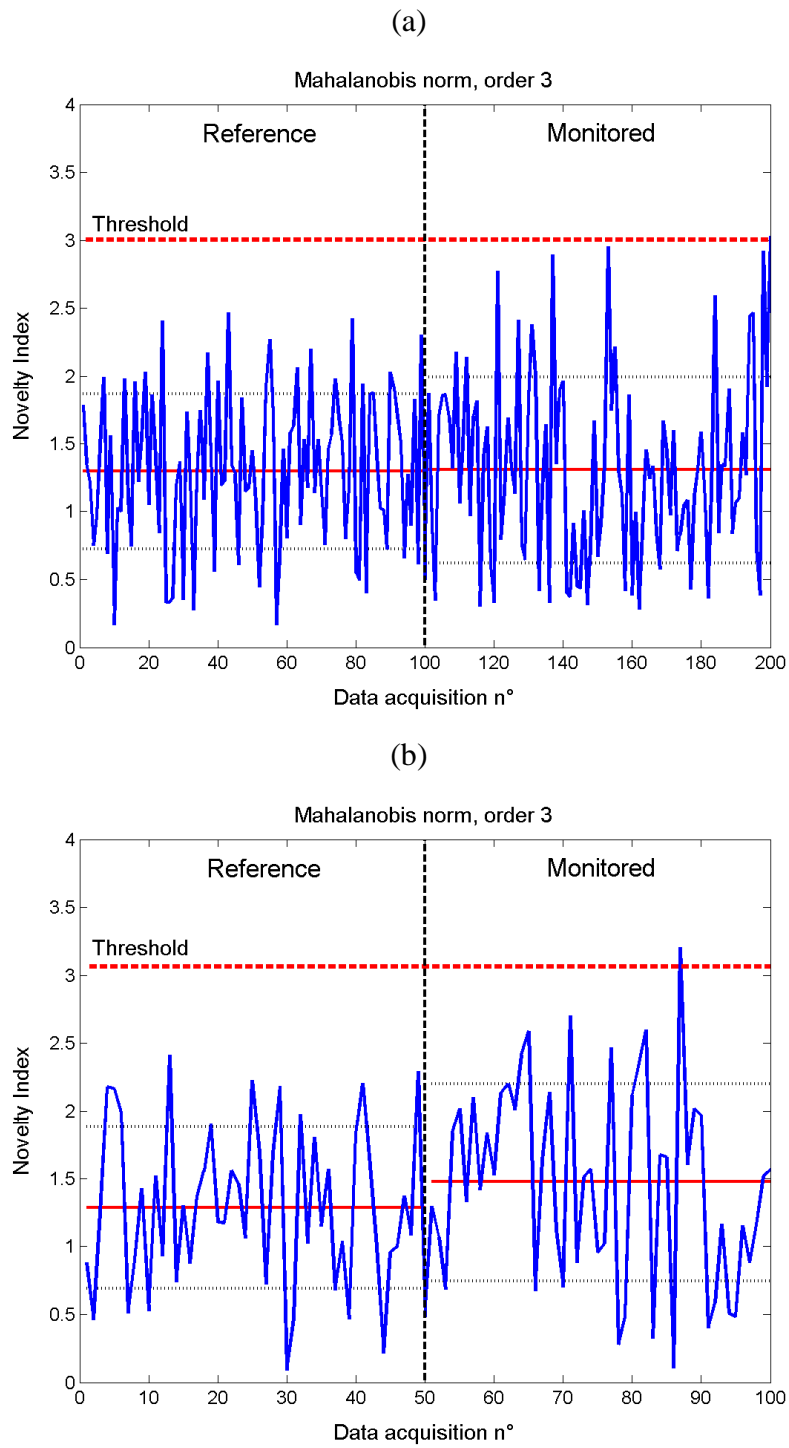 (a)
Mahalanobis norm, order 3
4
Reference Monitored
3.5
Threshold
3
2.5
Novelty Index
2
1.5
1
0.5
0
0 20 40 60 80 100 120 140 160 180 200
Data acquisition n°
(b)
Mahalanobis norm, order 3
4
Reference Monitored
3.5
Threshold
3
2.5
Novelty Index
2
1.5
1
0.5
0
0 10 20 30 40 50 60 70 80 90 100
Data acquisition n°